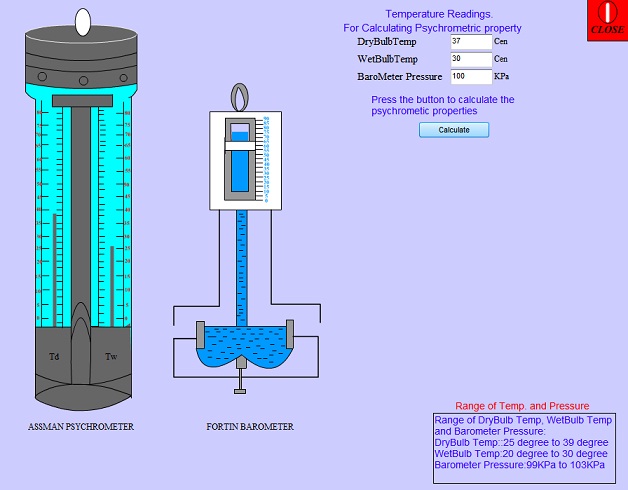 Temperature Readings.
For Calculating Psychrometric property
CLOSE
DryBulbTemp 37 Cen
WetBulbTemp 30 Cen
BaroMeter Pressure 100 KPa
Press the button to calculate the
psychrometic properties
Calculate
Td
Tw
ASSMAN PSYCHROMETER
FORTIN BAROMETER
Range of Temp. and Pressure
Range of DryBulb Temp, WetBulb Temp
and Barometer Pressure:
DryBulb Temp::25 degree to 39 degree
WetBulb Temp:20 degree to 30 degree
Barometer Pressure:99KPa to 103KPa